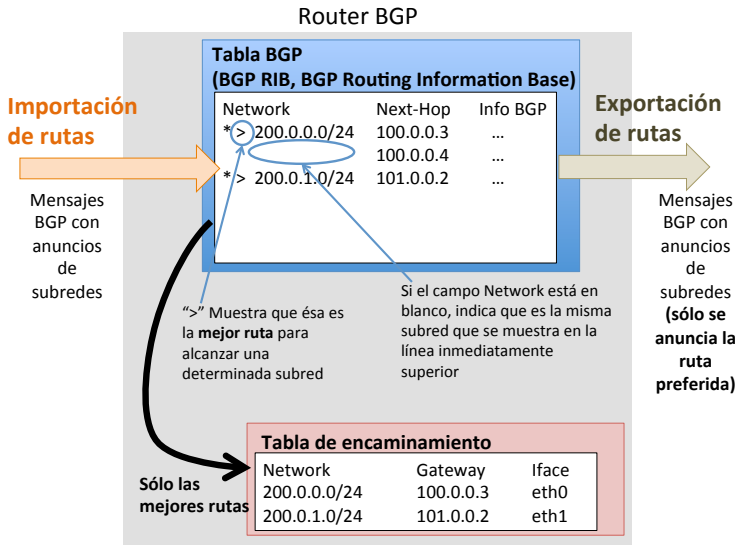 Router BGP
Tabla BGP
(BGP RIB, BGP Routing Information Base)
Network Next-Hop Info BGP
* > 200.0.0.0/24 100.0.0.3 ...
100.0.0.4 ...
* > 200.0.1.0/24 101.0.0.2 ...
Importación
de rutas
Mensajes
BGP con
anuncios
de
subredes
Exportación
de rutas
Mensajes
BGP con
anuncios
de
subredes
(sólo se
anuncia la
ruta
preferida)
“>” Muestra que ésa es
la mejor ruta para
alcanzar una
determinada subred
Si el campo Network está en
blanco, indica que es la misma
subred que se muestra en la
línea inmediatamente
superior
Sólo las
mejores rutas
Tabla de encaminamiento
Network Gateway Iface
200.0.0.0/24 100.0.0.3 eth0
200.0.1.0/24 101.0.0.2 eth1